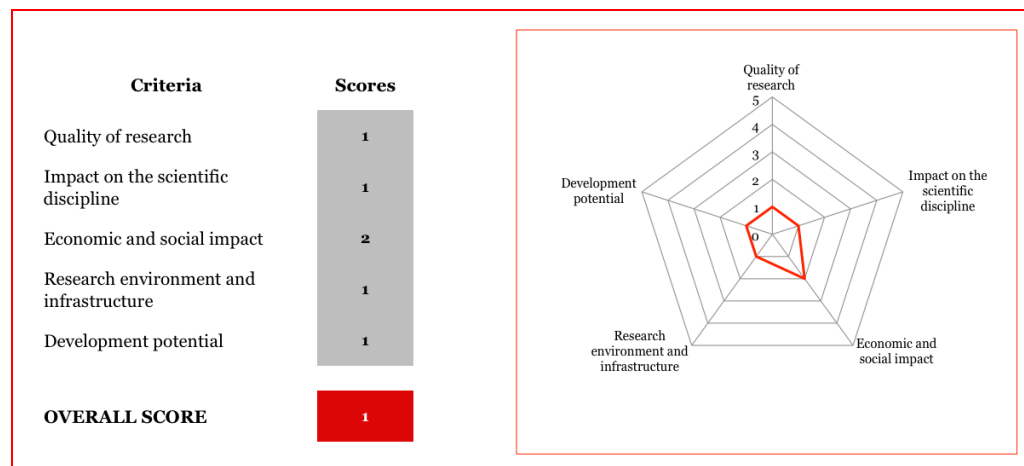 Criteria Scores
Quality of research 1
Impact on the scientific
discipline 1
Economic and social impact 2
Research environment and
infrastructure 1
Development potential 1
OVERALL SCORE 1
Quality of
research
5
4
3
2
1
0
Impact on the
scientific
discipline
Economic and
social impact
Research
environment and
infrastructure
Development
potential